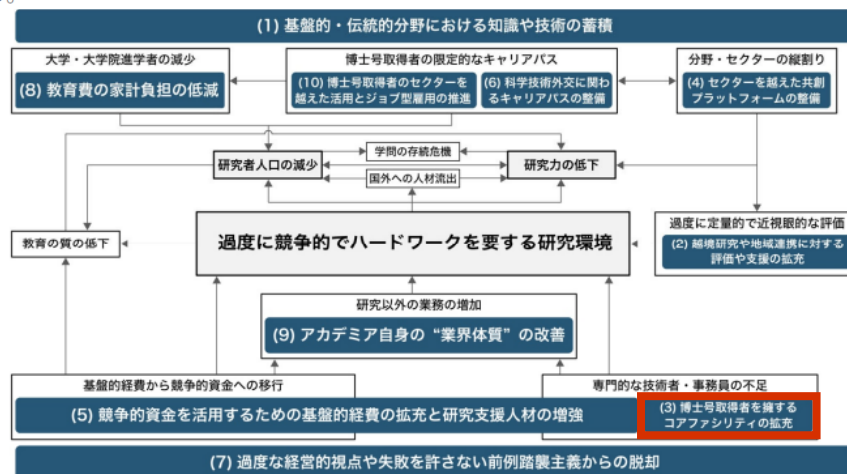 。
(1) 基盤的・伝統的分野における知識や技術の蓄積
大学・大学院進学者の減少
(8) 教育費の家計負担の低減
博士号取得者の限定的なキャリアパス
(10) 博士号取得者のセクターを
越えた活用とジョブ型雇用の推進
(6) 科学技術外交に関わ
るキャリアパスの整備
分野・セクターの縦割り
(4) セクターを越えた共創
プラットフォームの整備
学問の存続危機
研究者人口の減少
研究力の低下
国外への人材流出
教育の質の低下
過度に競争的でハードワークを要する研究環境
過度に定量的で近視眼的な評価
(2) 越境研究や地域連携に対する
評価や支援の拡充
研究以外の業務の増加
(9) アカデミア自身の“業界体質”の改善
基盤的経費から競争的資金への移行
専門的な技術者・事務員の不足
(5) 競争的資金を活用するための基盤的経費の拡充と研究支援人材の増強
(3) 博士号取得者を擁する
コアファシリティの拡充
(7) 過度な経営的視点や失敗を許さない前例踏襲主義からの脱却